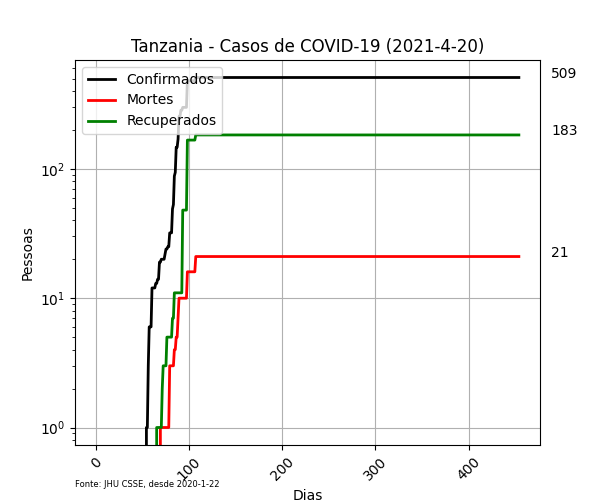 Tanzania - Casos de COVID-19 (2021-4-20)
Confirmados
Mortes
Recuperados
509
183
21
Pessoas
10²
10¹
10⁰
0
100
200
300
400
Dias
Fonte: JHU CSSE, desde 2020-1-22